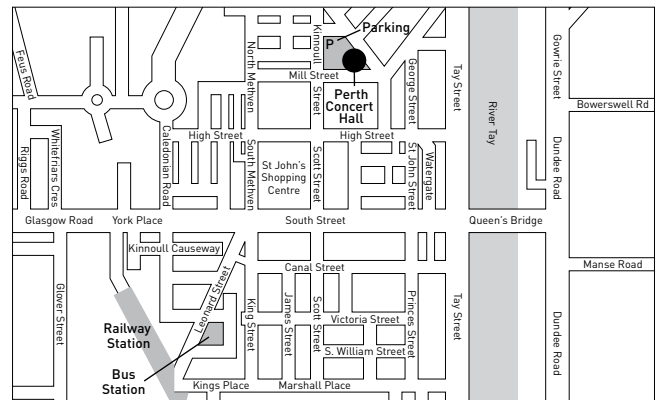 Parking
P
Kinnoull
Street
Mill Street
Perth
Concert
Hall
North Methven
George Street
Tay Street
River Tay
Gowrie Street
Bowerswell Rd
Feus Road
Riggs Road
Whitefriars Cres
Caledonian Road
High Street
High Street
South Methven
St John's
Shopping
Centre
Scott Street
St John Street
Watergate
Dundee Road
Glasgow Road
York Place
South Street
Queen's Bridge
Kinnoull Causeway
Canal Street
Manse Road
Glover Street
Leonard Street
King Street
James Street
Scott Street
Victoria Street
Princes Street
Tay Street
Dundee Road
S. William Street
Railway
Station
Bus
Station
Kings Place
Marshall Place